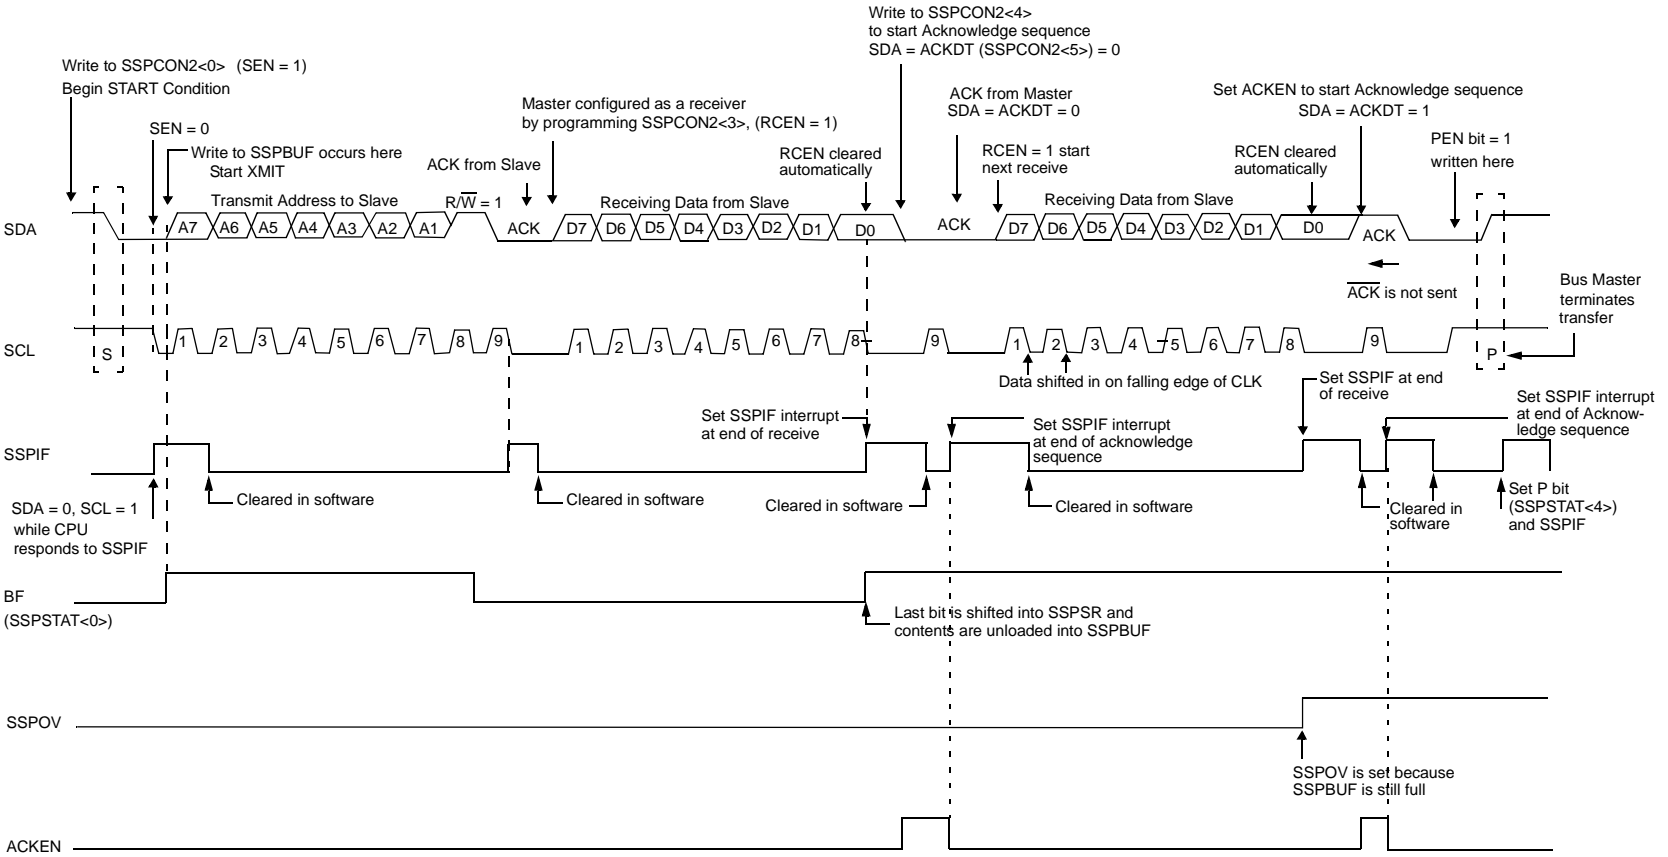 Write to SSPCON2<4>
to start Acknowledge sequence
SDA = ACKDT (SSPCON2<5>) = 0
Write to SSPCON2<0> (SEN = 1)
Begin START Condition
SEN = 0
Write to SSPBUF occurs here
Start XMIT
Master configured as a receiver
by programming SSPCON2<3>, (RCEN = 1)
ACK from Master
SDA = ACKDT = 0
Set ACKEN to start Acknowledge sequence
SDA = ACKDT = 1
PEN bit = 1
written here
ACK from Slave
RCEN cleared
automatically
RCEN = 1 start
next receive
RCEN cleared
automatically
Transmit Address to Slave
R/W = 1
Receiving Data from Slave
Receiving Data from Slave
SDA
A7 A6 A5 A4 A3 A2 A1 ACK D7 D6 D5 D4 D3 D2 D1 D0 ACK D7 D6 D5 D4 D3 D2 D1 D0 ACK
ACK is not sent
Bus Master
terminates
transfer
SCL
S 1 2 3 4 5 6 7 8 9 1 2 3 4 5 6 7 8 9 1 2 3 4 5 6 7 8 9 P
Data shifted in on falling edge of CLK
Set SSPIF at end
of receive
Set SSPIF interrupt
at end of Acknow-
ledge sequence
Set SSPIF interrupt
at end of receive
Set SSPIF interrupt
at end of acknowledge
sequence
SSPIF
Cleared in software
Cleared in software
Cleared in software
Cleared in software
Cleared in
software
Set P bit
(SSPSTAT<4>)
and SSPIF
SDA = 0, SCL = 1
while CPU
responds to SSPIF
BF
(SSPSTAT<0>)
Last bit is shifted into SSPSR and
contents are unloaded into SSPBUF
SSPOV
SSPOV is set because
SSPBUF is still full
ACKEN